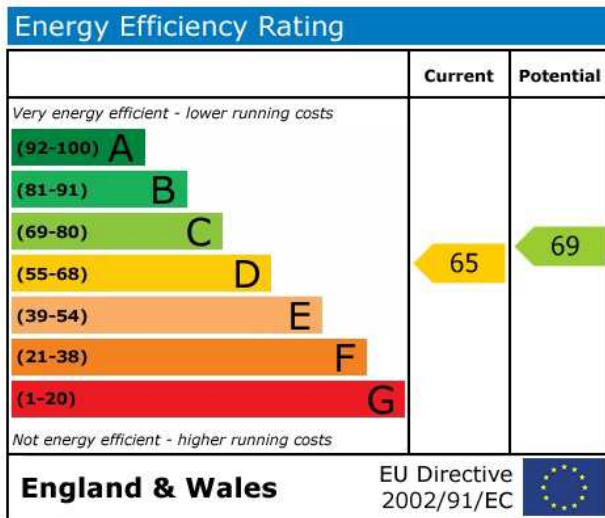 Energy Efficiency Rating
Current Potential
Very energy efficient - lower running costs
(92-100) A
(81-91) B
(69-80) C
(55-68) D
(39-54) E
(21-38) F
(1-20) G
65
69
Not energy efficient - higher running costs
England & Wales
EU Directive
2002/91/EC